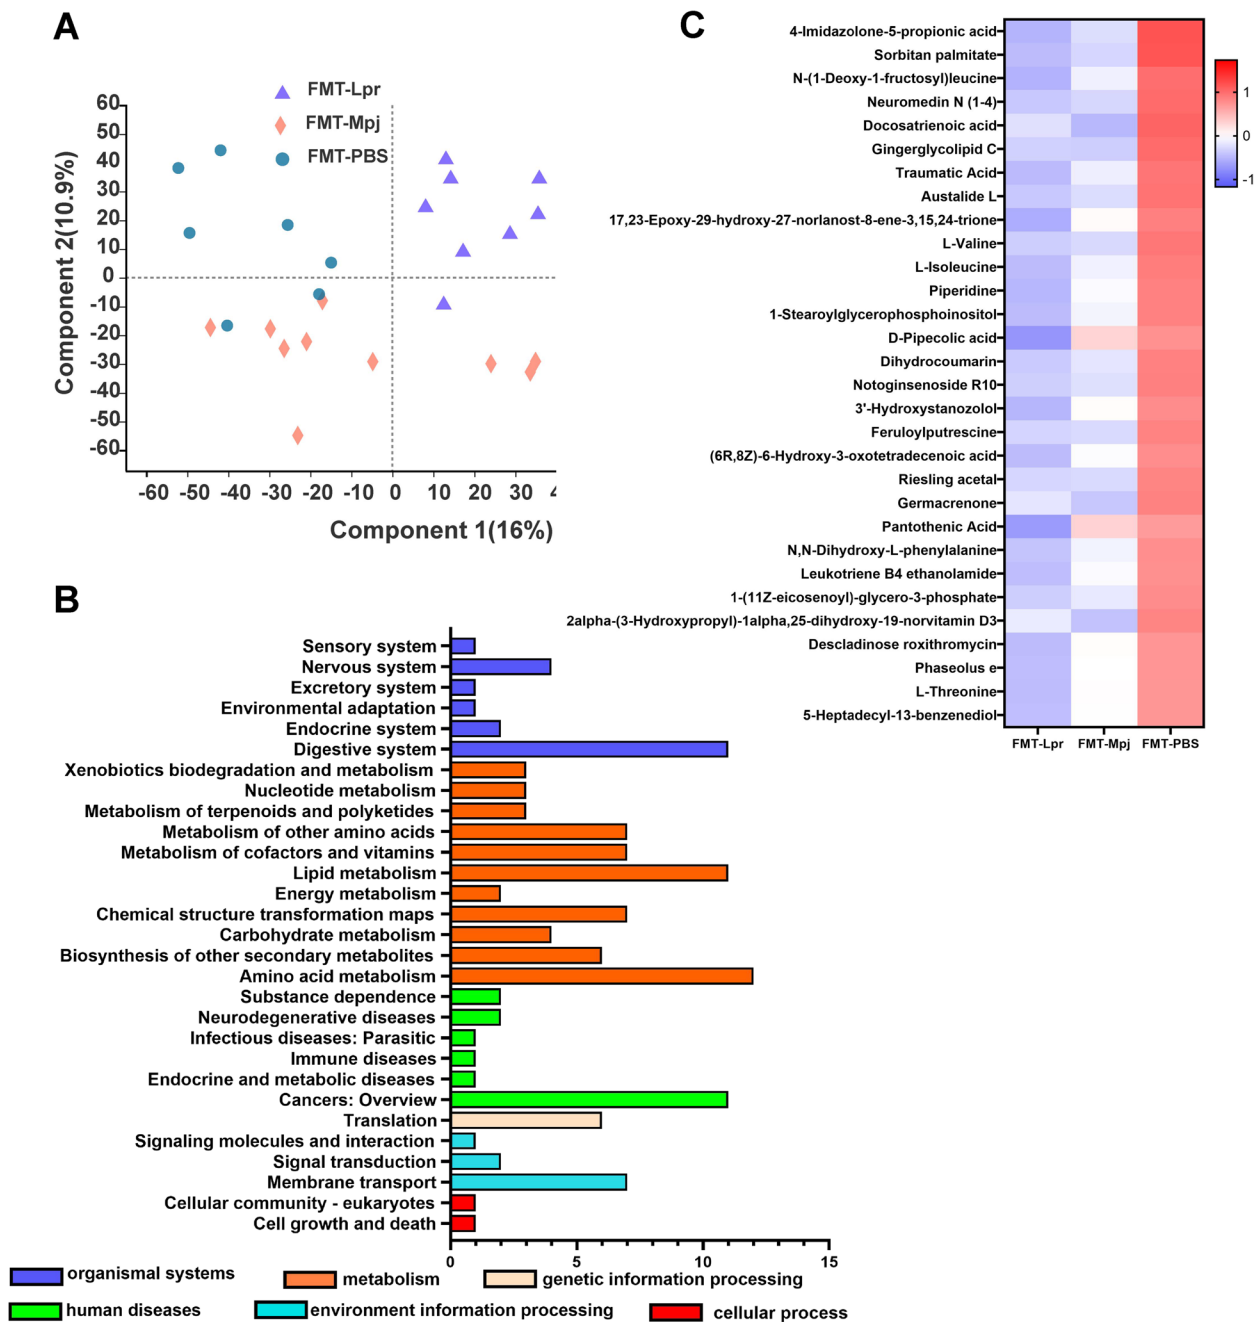 A
FMT-Lpr
FMT-Mpj
FMT-PBS
Component 2(10.9%)
60
50
40
30
20
10
0
-10
-20
-30
-40
-50
-60
-60 -50 -40 -30 -20 -10 0 10 20 30
Component 1(16%)
B
Sensory system
Nervous system
Excretory system
Environmental adaptation
Endocrine system
Digestive system
Xenobiotics biodegradation and metabolism
Nucleotide metabolism
Metabolism of terpenoids and polyketides
Metabolism of other amino acids
Metabolism of cofactors and vitamins
Lipid metabolism
Energy metabolism
Chemical structure transformation maps
Carbohydrate metabolism
Biosynthesis of other secondary metabolites
Amino acid metabolism
Substance dependence
Neurodegenerative diseases
Infectious diseases: Parasitic
Immune diseases
Endocrine and metabolic diseases
Cancers: Overview
Translation
Signaling molecules and interaction
Signal transduction
Membrane transport
Cellular community - eukaryotes
Cell growth and death
0 5 10 15
organismal systems metabolism genetic information processing
human diseases environment information processing cellular process
C
4-Imidazolone-5-propionic acid
Sorbitan palmitate
N-(1-Deoxy-1-fructosyl)leucine
Neuromedin N (1-4)
Docosatrienoic acid
Gingerglycolipid C
Traumatic Acid
Austalide L
17,23-Epoxy-29-hydroxy-27-norlanost-8-ene-3,15,24-trione
L-Valine
L-Isoleucine
Piperidine
1-Stearoylglycerophosphoinositol
D-Pipecolic acid
Dihydrocoumarin
Notoginsenoside R10
3'-Hydroxystanozolol
Feruloylputrescine
(6R,8Z)-6-Hydroxy-3-oxotetradecenoic acid
Riesling acetal
Germacrenone
Pantothenic Acid
N,N-Dihydroxy-L-phenylalanine
Leukotriene B4 ethanolamide
1-(11Z-eicosenoyl)-glycero-3-phosphate
2alpha-(3-Hydroxypropyl)-1alpha,25-dihydroxy-19-norvitamin D3
Descladinose roxithromycin
Phaseolus e
L-Threonine
5-Heptadecyl-13-benzenediol
FMT-Lpr FMT-Mpj FMT-PBS
1
0
-1